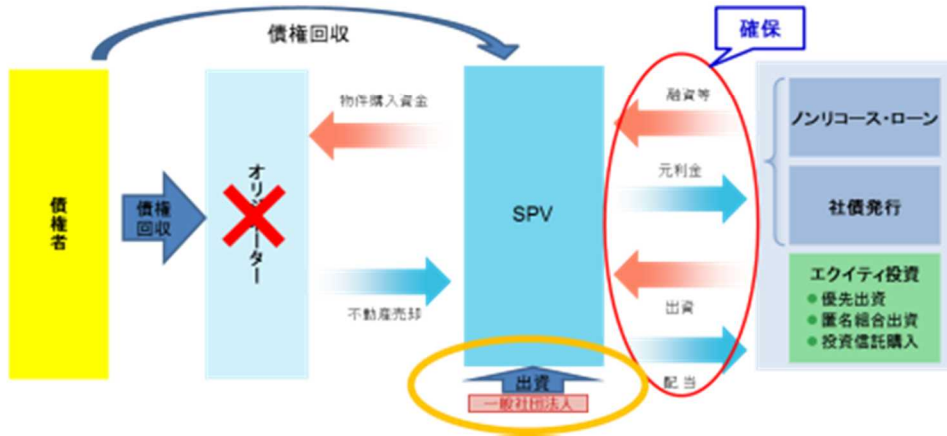 債権回収
確保
債権者
債権
回収
オリジネーター
物件購入資金
不動産売却
SPV
出資
一般社団法人
融資等
元利金
出資
配当
ノンリコース・ローン
社債発行
エクイティ投資
●優先出資
●匿名組合出資
●投資信託購入